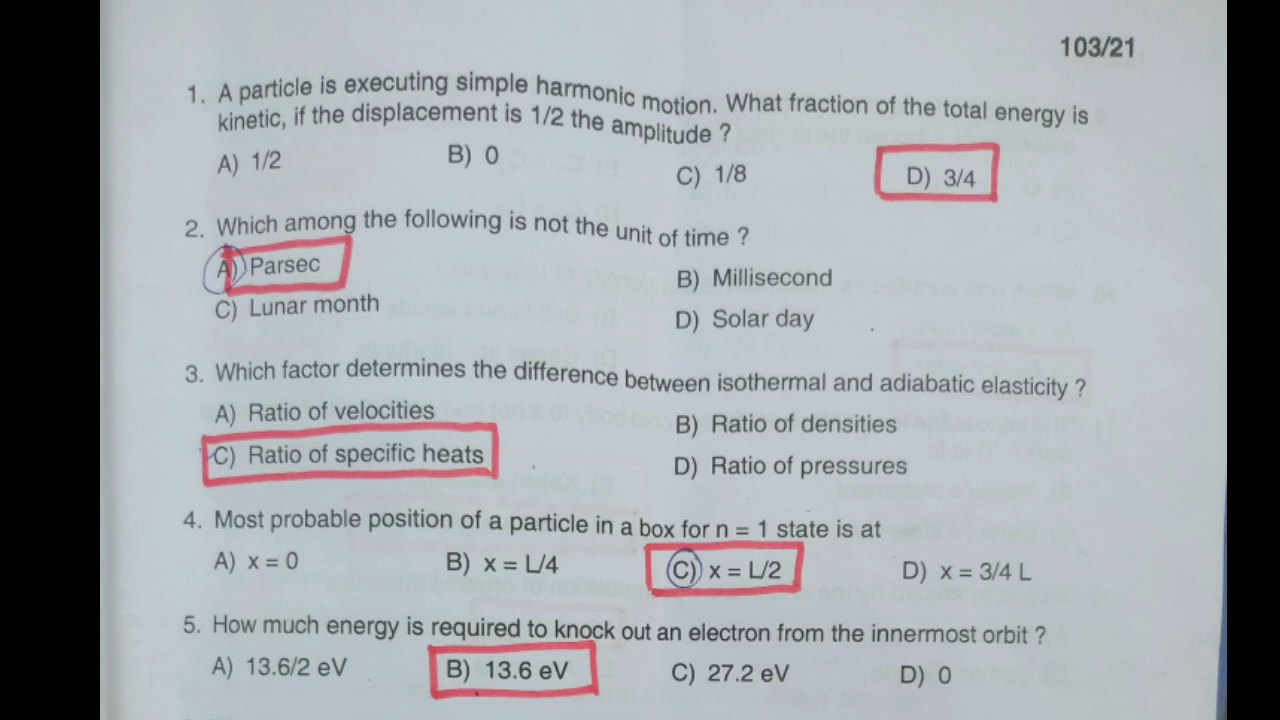 103/21
1. A particle is executing simple harmonic motion. What fraction of the total energy is
kinetic, if the displacement is 1/2 the amplitude ?
A) 1/2 B) 0 C) 1/8 D) 3/4
2. Which among the following is not the unit of time ?
A) Parsec B) Millisecond
C) Lunar month D) Solar day
3. Which factor determines the difference between isothermal and adiabatic elasticity ?
A) Ratio of velocities B) Ratio of densities
C) Ratio of specific heats D) Ratio of pressures
4. Most probable position of a particle in a box for n = 1 state is at
A) x = 0 B) x = L/4 C) x = L/2 D) x = 3/4 L
5. How much energy is required to knock out an electron from the innermost orbit ?
A) 13.6/2 eV B) 13.6 eV C) 27.2 eV D) 0